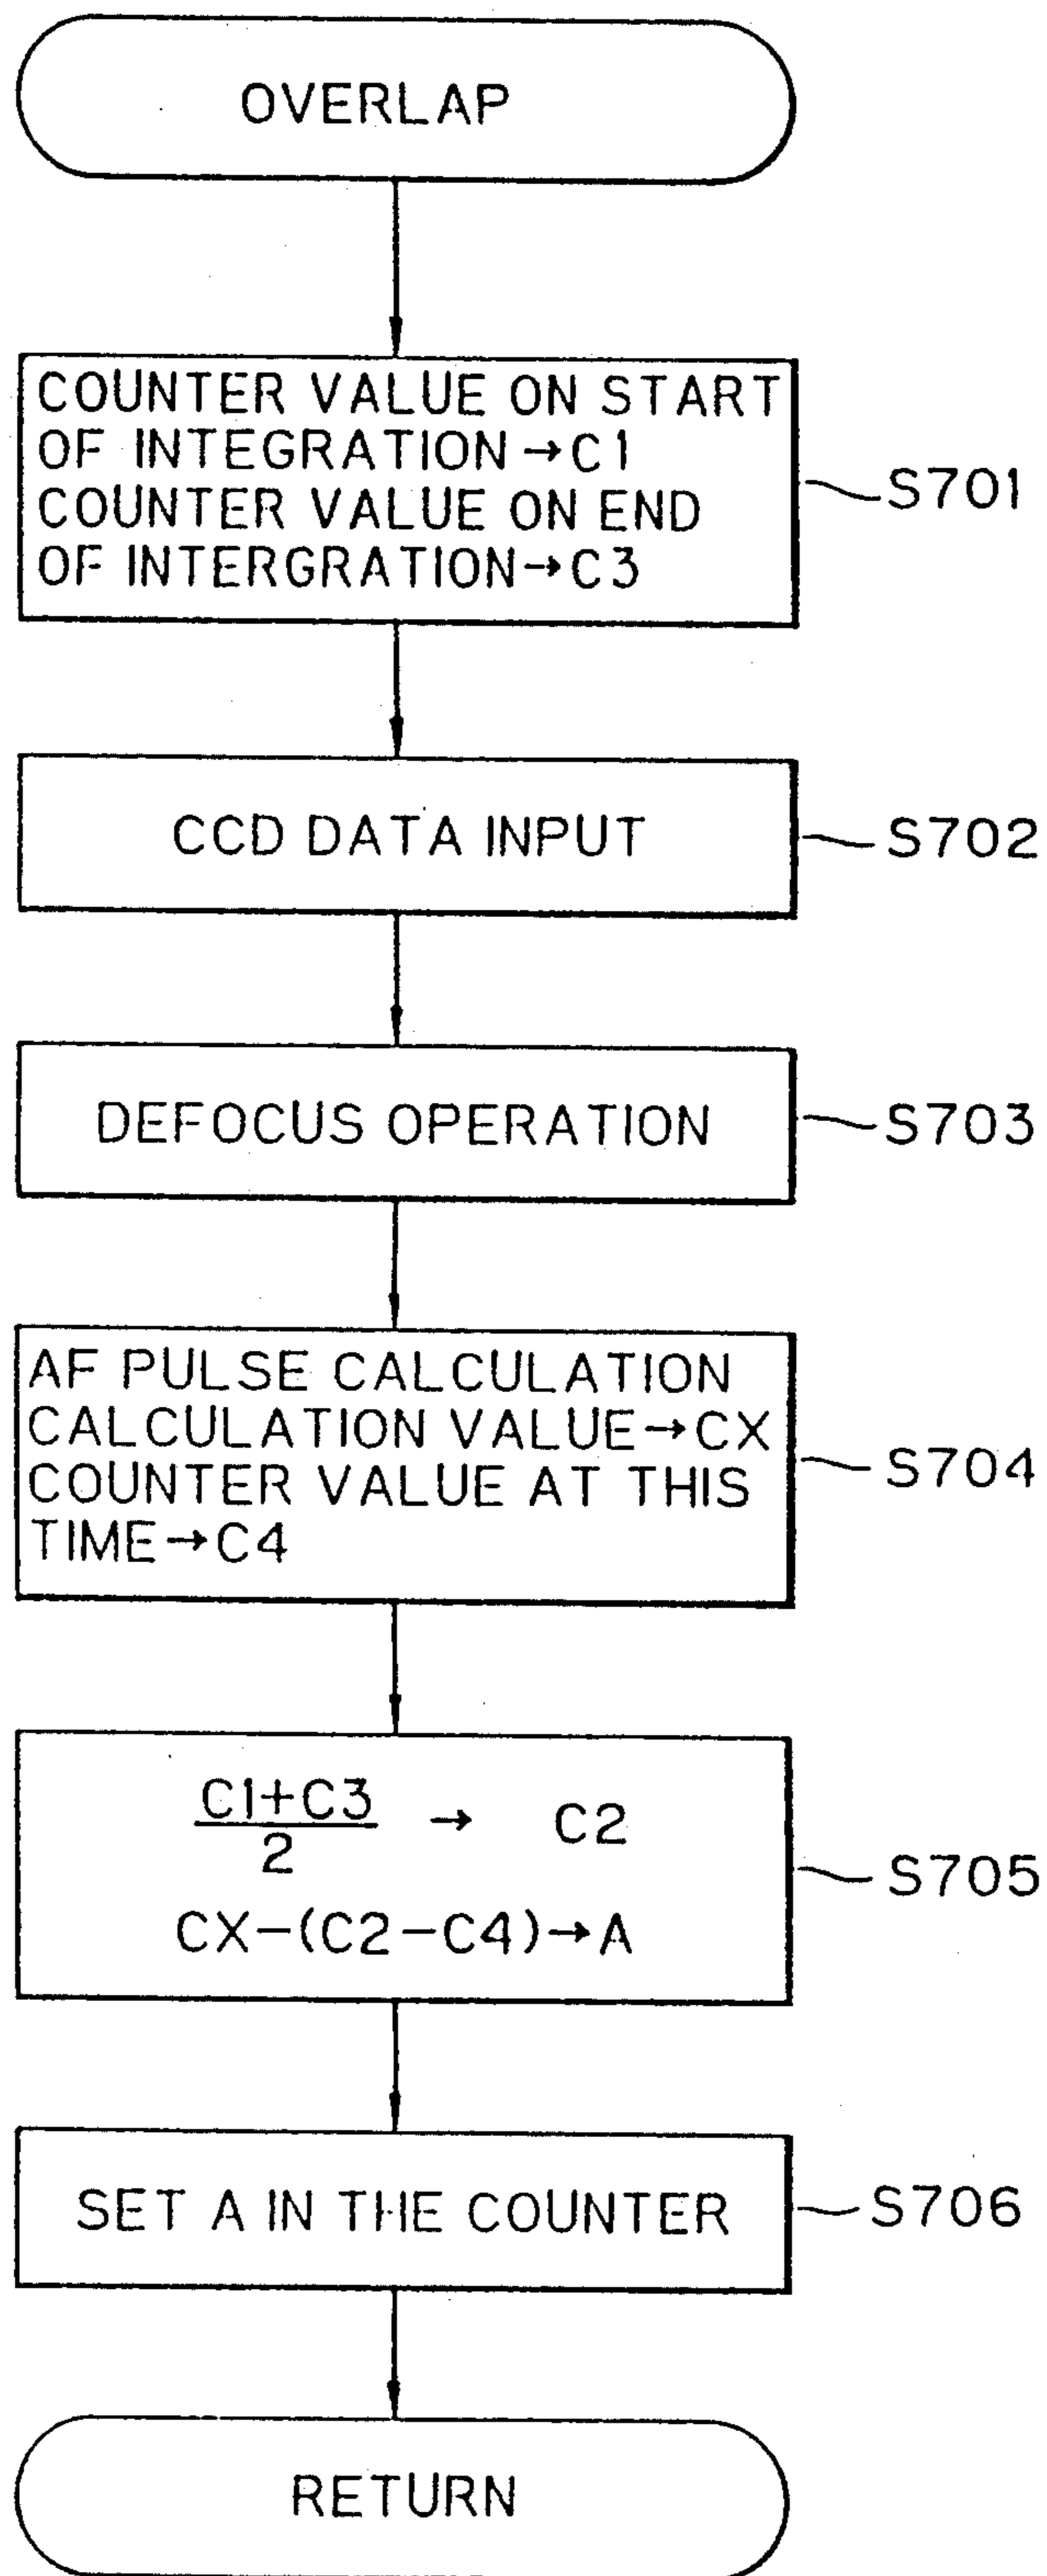 OVERLAP
COUNTER VALUE ON START
OF INTEGRATION→C1
COUNTER VALUE ON END
OF INTERGRATION→C3
S701
CCD DATA INPUT
S702
DEFOCUS OPERATION
S703
AF PULSE CALCULATION
CALCULATION VALUE→CX
COUNTER VALUE AT THIS
TIME→C4
S704
C1+C3
2
→ C2
CX-(C2-C4)→A
S705
SET A IN THE COUNTER
S706
RETURN